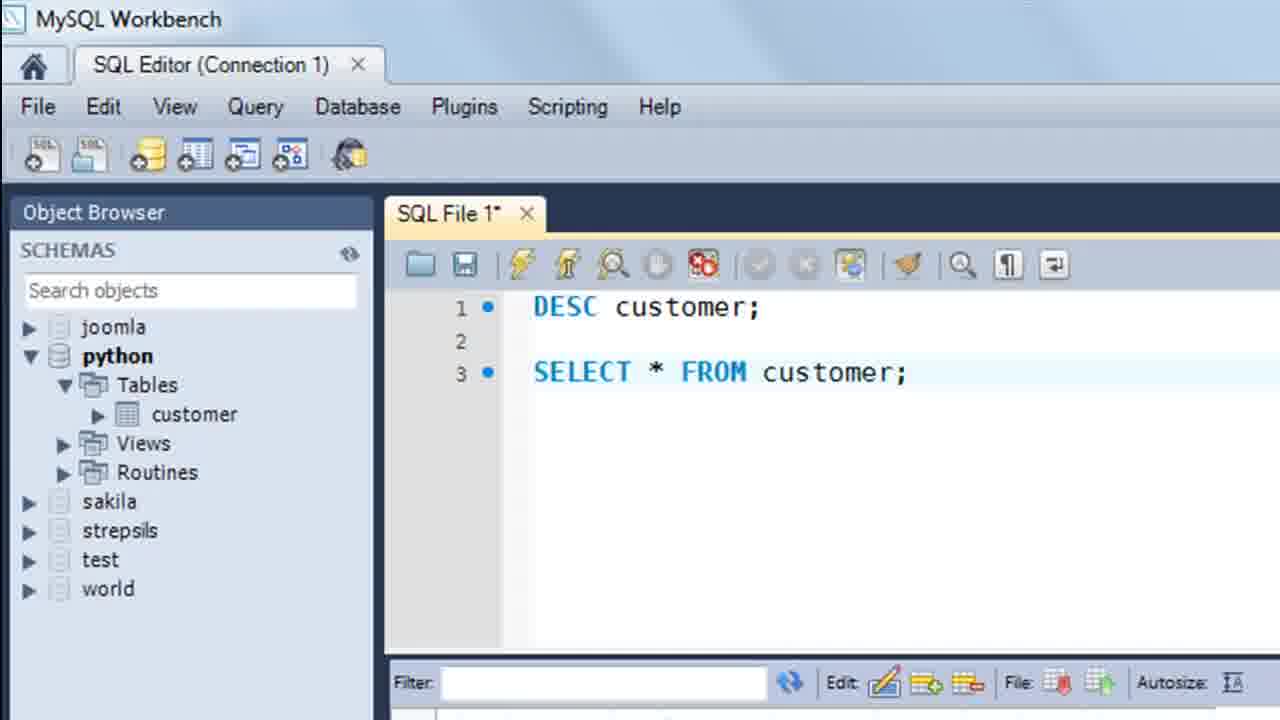 MySQL Workbench
SQL Editor (Connection 1)
File Edit View Query Database Plugins Scripting Help
SQL SQL
Object Browser
SQL File 1*
SCHEMAS
Search objects
joomla
python
Tables
customer
Views
Routines
sakila
strepsils
test
world
1 DESC customer;
2
3 SELECT * FROM customer;
Filter: Edit: File: Autosize: